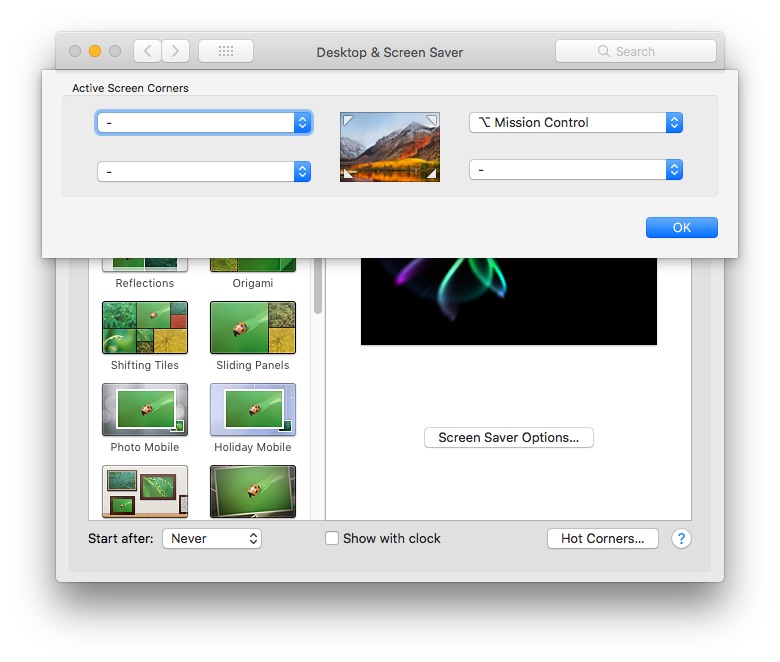 Desktop & Screen Saver
Search
Active Screen Corners
-
⌥ Mission Control
-
-
OK
Reflections
Origami
Shifting Tiles
Sliding Panels
Photo Mobile
Holiday Mobile
Screen Saver Options...
Start after:
Never
Show with clock
Hot Corners...
?